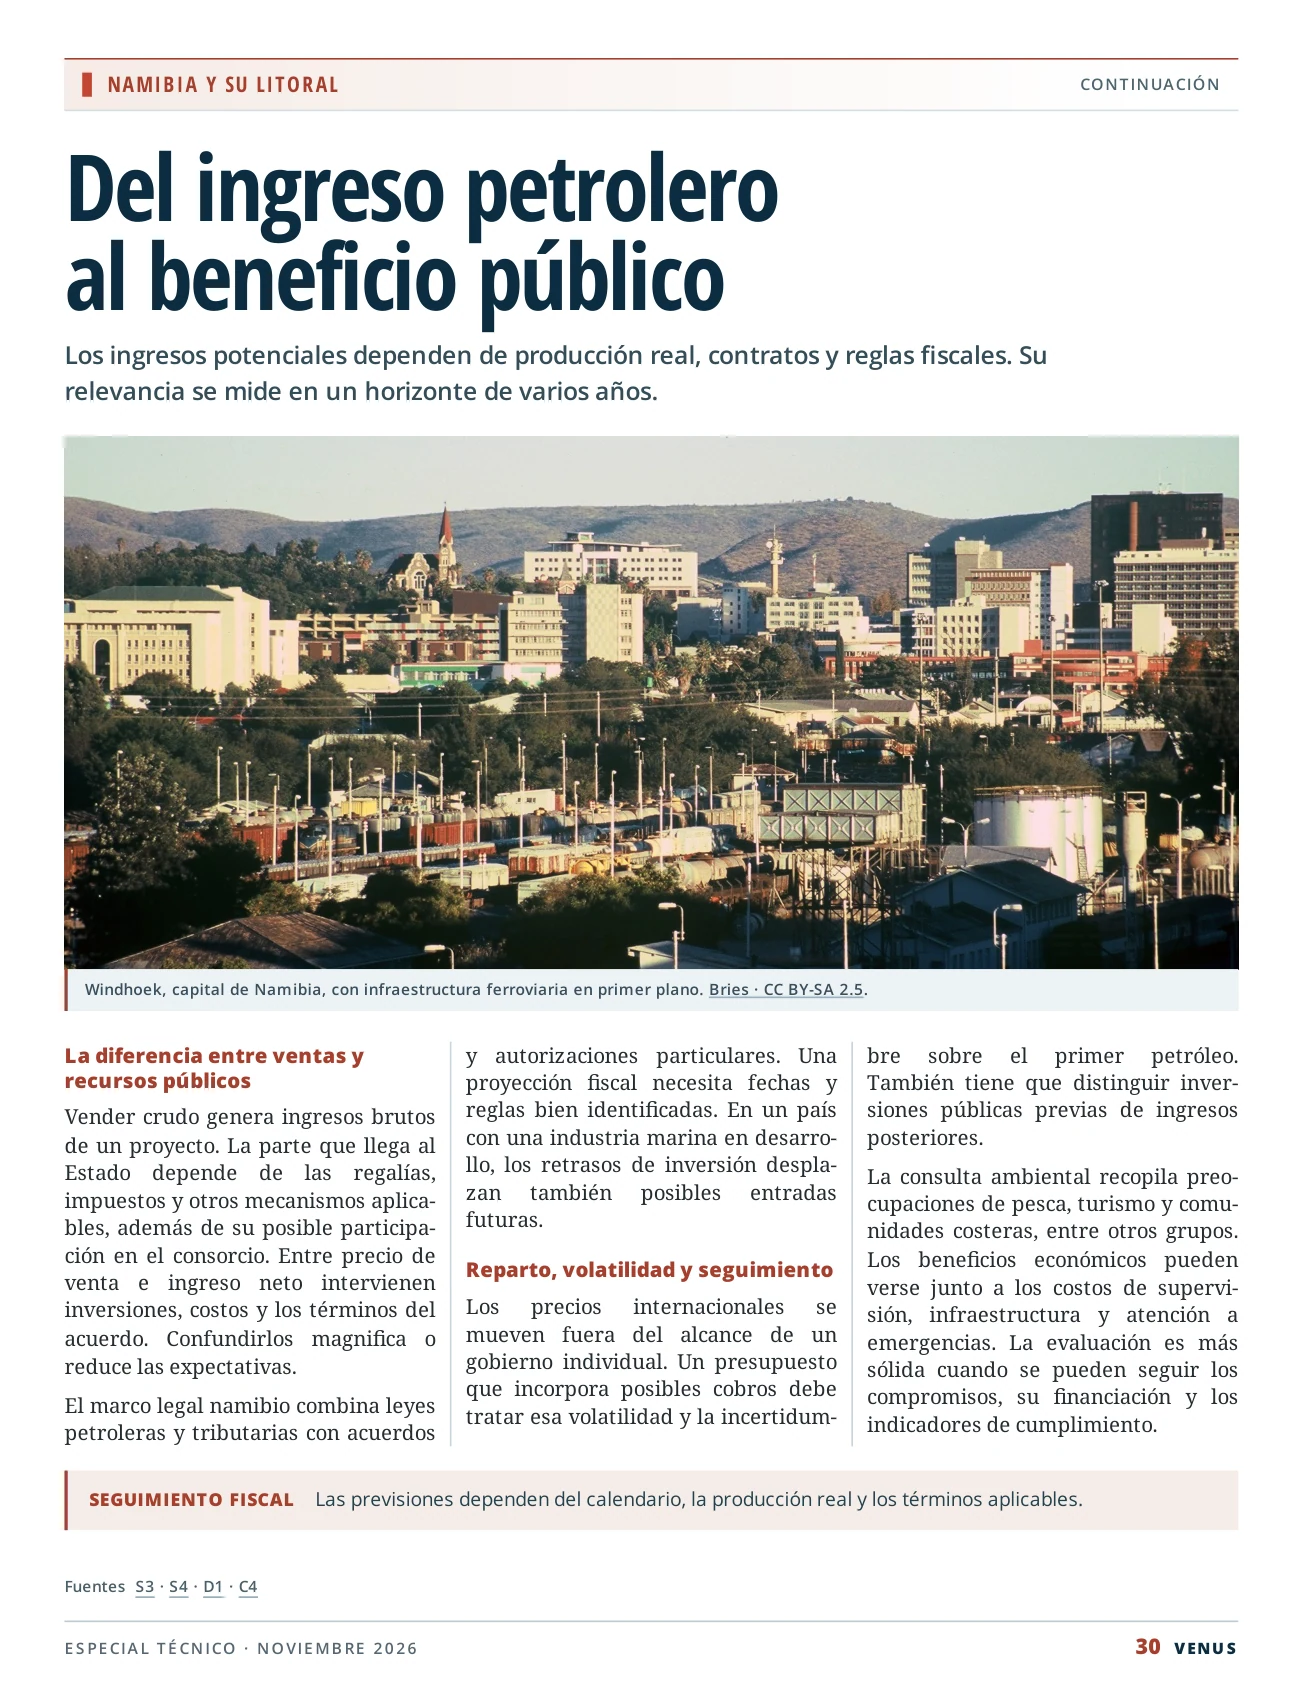 NAMIBIA Y SU LITORAL
CONTINUACIÓN
Del ingreso petrolero
al beneficio público
Los ingresos potenciales dependen de producción real, contratos y reglas fiscales. Su
relevancia se mide en un horizonte de varios años.
Windhoek, capital de Namibia, con infraestructura ferroviaria en primer plano. Bries · CC BY-SA 2.5.
La diferencia entre ventas y
recursos públicos
Vender crudo genera ingresos brutos
de un proyecto. La parte que llega al
Estado depende de las regalías,
impuestos y otros mecanismos aplica-
bles, además de su posible participa-
ción en el consorcio. Entre precio de
venta e ingreso neto intervienen
inversiones, costos y los términos del
acuerdo. Confundirlos magnifica o
reduce las expectativas.
El marco legal namibio combina leyes
petroleras y tributarias con acuerdos
y autorizaciones particulares. Una
proyección fiscal necesita fechas y
reglas bien identificadas. En un país
con una industria marina en desarro-
llo, los retrasos de inversión despla-
zan también posibles entradas
futuras.
Reparto, volatilidad y seguimiento
Los precios internacionales se
mueven fuera del alcance de un
gobierno individual. Un presupuesto
que incorpora posibles cobros debe
tratar esa volatilidad y la incertidum-
bre sobre el primer petróleo.
También tiene que distinguir inver-
siones públicas previas de ingresos
posteriores.
La consulta ambiental recopila preo-
cupaciones de pesca, turismo y comu-
nidades costeras, entre otros grupos.
Los beneficios económicos pueden
verse junto a los costos de supervi-
sión, infraestructura y atención a
emergencias. La evaluación es más
sólida cuando se pueden seguir los
compromisos, su financiación y los
indicadores de cumplimiento.
SEGUIMIENTO FISCAL Las previsiones dependen del calendario, la producción real y los términos aplicables.
Fuentes S3 · S4 · D1 · C4
ESPECIAL TÉCNICO · NOVIEMBRE 2026
30 VENUS